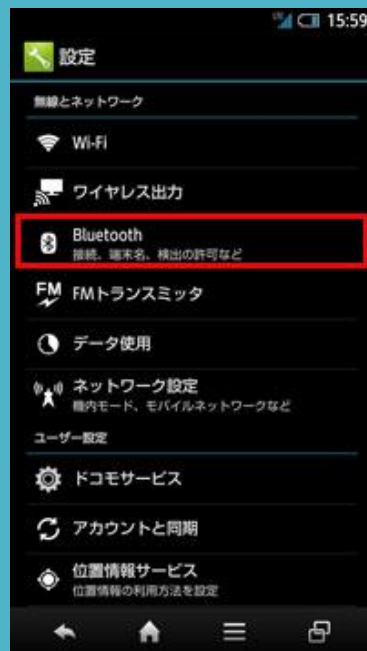 15:59
設定
無線とネットワーク
Wi-Fi
ワイヤレス出力
Bluetooth
接続、端末名、検出の許可など
FM
FMトランスミッタ
データ使用
ネットワーク設定
機内モード、モバイルネットワークなど
ユーザー設定
ドコモサービス
アカウントと同期
位置情報サービス
位置情報の利用方法を設定